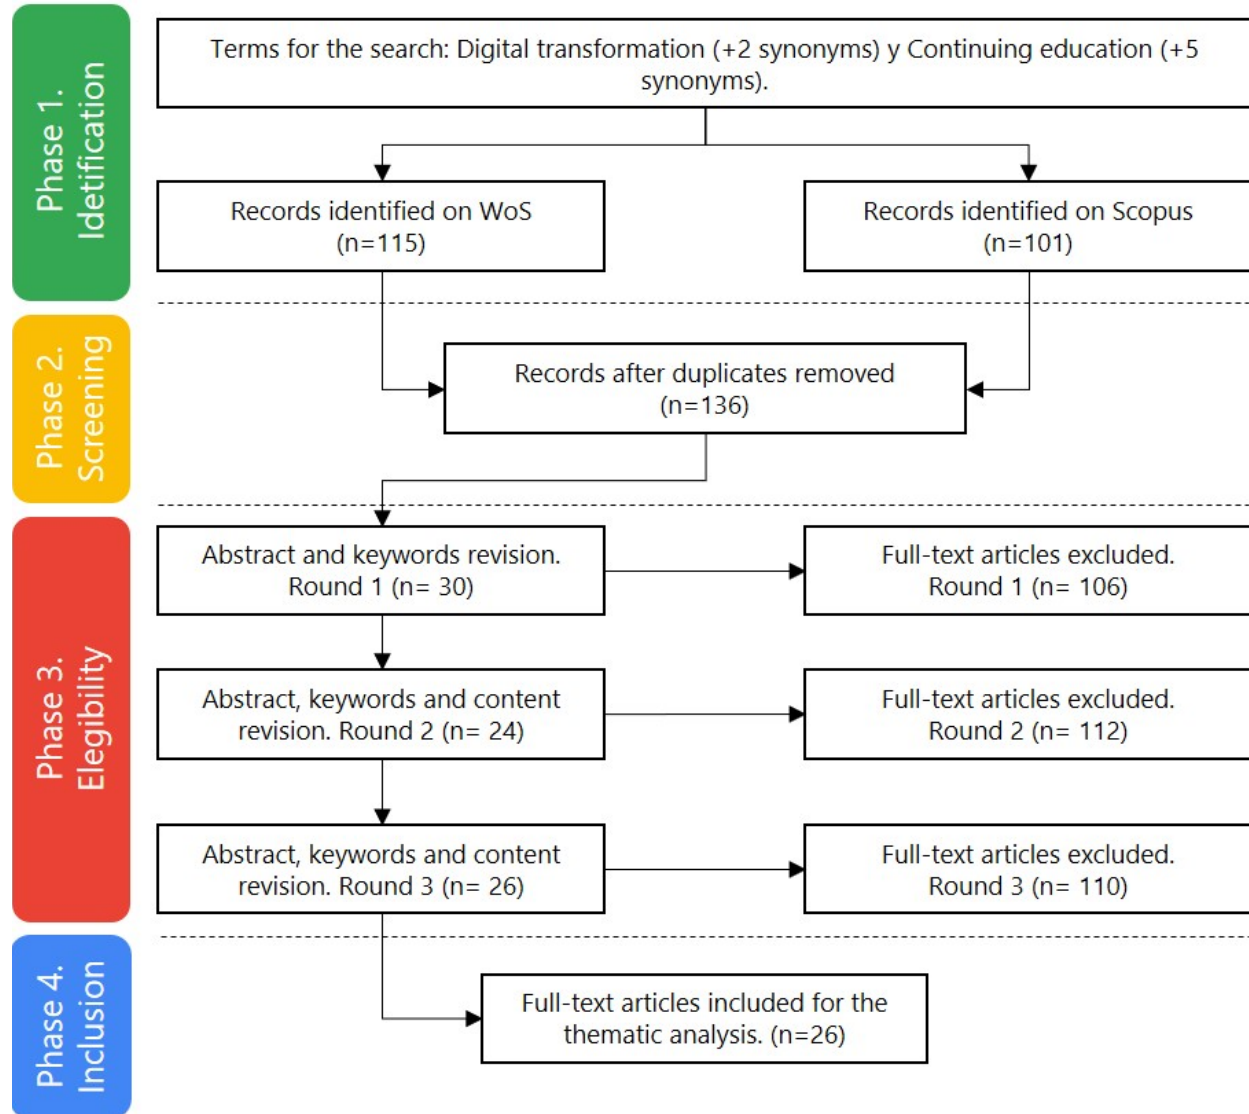 Phase 1.
Idetification
Terms for the search: Digital transformation (+2 synonyms) y Continuing education (+5
synonyms).
Records identified on WoS
(n=115)
Records identified on Scopus
(n=101)
Phase 2.
Screening
Records after duplicates removed
(n=136)
Phase 3.
Elegibility
Abstract and keywords revision.
Round 1 (n= 30)
Full-text articles excluded.
Round 1 (n= 106)
Abstract, keywords and content
revision. Round 2 (n= 24)
Full-text articles excluded.
Round 2 (n= 112)
Abstract, keywords and content
revision. Round 3 (n= 26)
Full-text articles excluded.
Round 3 (n= 110)
Phase 4.
Inclusion
Full-text articles included for the
thematic analysis. (n=26)